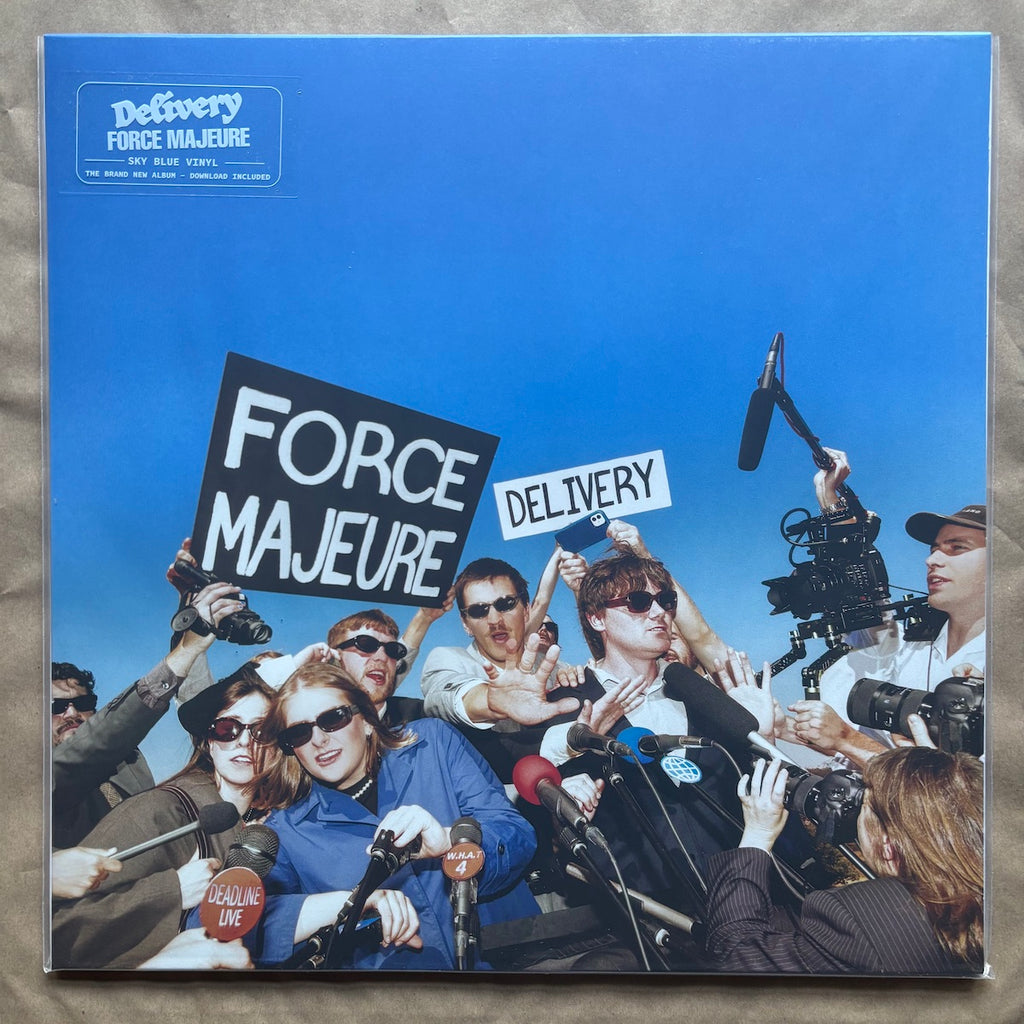 Delivery
FORCE MAJEURE
SKY BLUE VINYL
THE BRAND NEW ALBUM – DOWNLOAD INCLUDED
FORCE
MAJEURE
DELIVERY
W.H.A.T
4
DEADLINE
LIVE